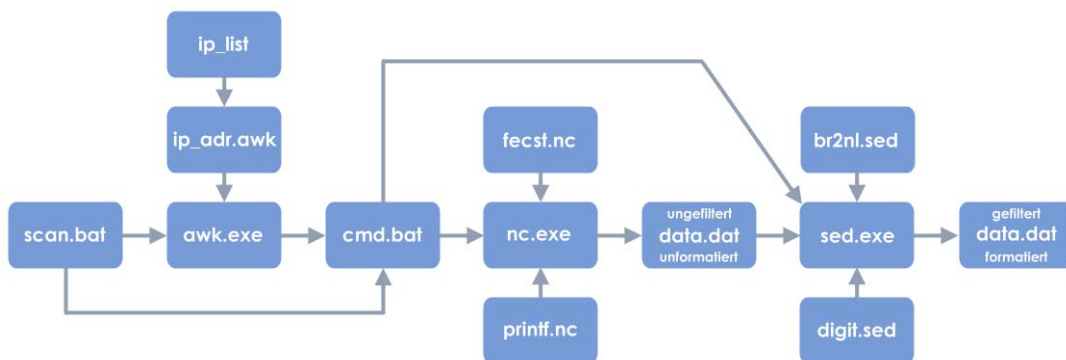 ip_list
ip_adr.awk
fecst.nc
br2nl.sed
scan.bat
awk.exe
cmd.bat
nc.exe
ungefiltert
data.dat
unformatiert
sed.exe
gefiltert
data.dat
formatiert
printf.nc
digit.sed